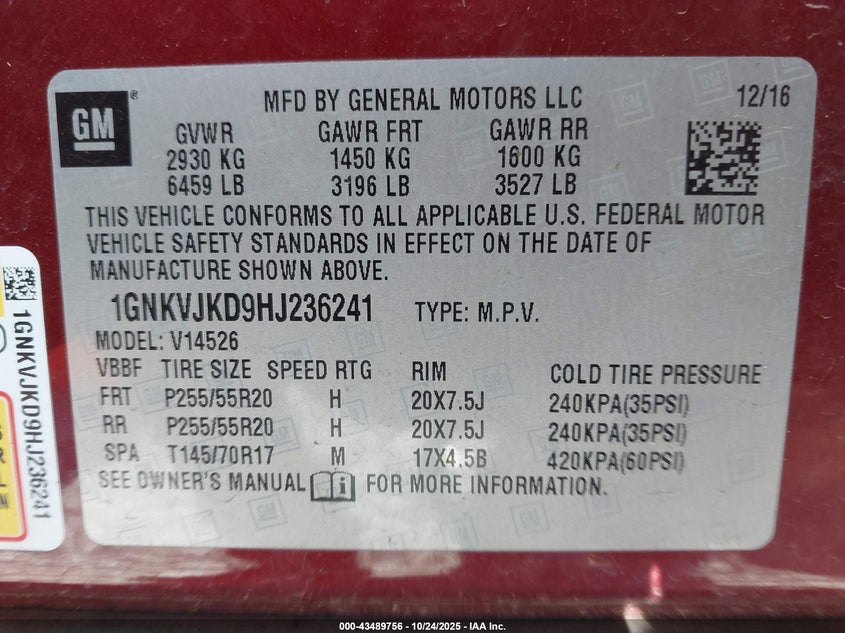 GM
®
MFD BY GENERAL MOTORS LLC 12/16
GVWR GAWR FRT GAWR RR
2930 KG 1450 KG 1600 KG
6459 LB 3196 LB 3527 LB
THIS VEHICLE CONFORMS TO ALL APPLICABLE U.S. FEDERAL MOTOR
VEHICLE SAFETY STANDARDS IN EFFECT ON THE DATE OF
MANUFACTURE SHOWN ABOVE.
1GNKVJKD9HJ236241 TYPE: M.P.V.
MODEL: V14526
VBBF TIRE SIZE SPEED RTG RIM COLD TIRE PRESSURE
FRT P255/55R20 H 20X7.5J 240KPA(35PSI)
RR P255/55R20 H 20X7.5J 240KPA(35PSI)
SPA T145/70R17 M 17X4.5B 420KPA(60PSI)
SEE OWNER'S MANUAL FOR MORE INFORMATION.
1GNKVJKD9HJ236241
000-43489756 - 10/24/2025 - IAA Inc.